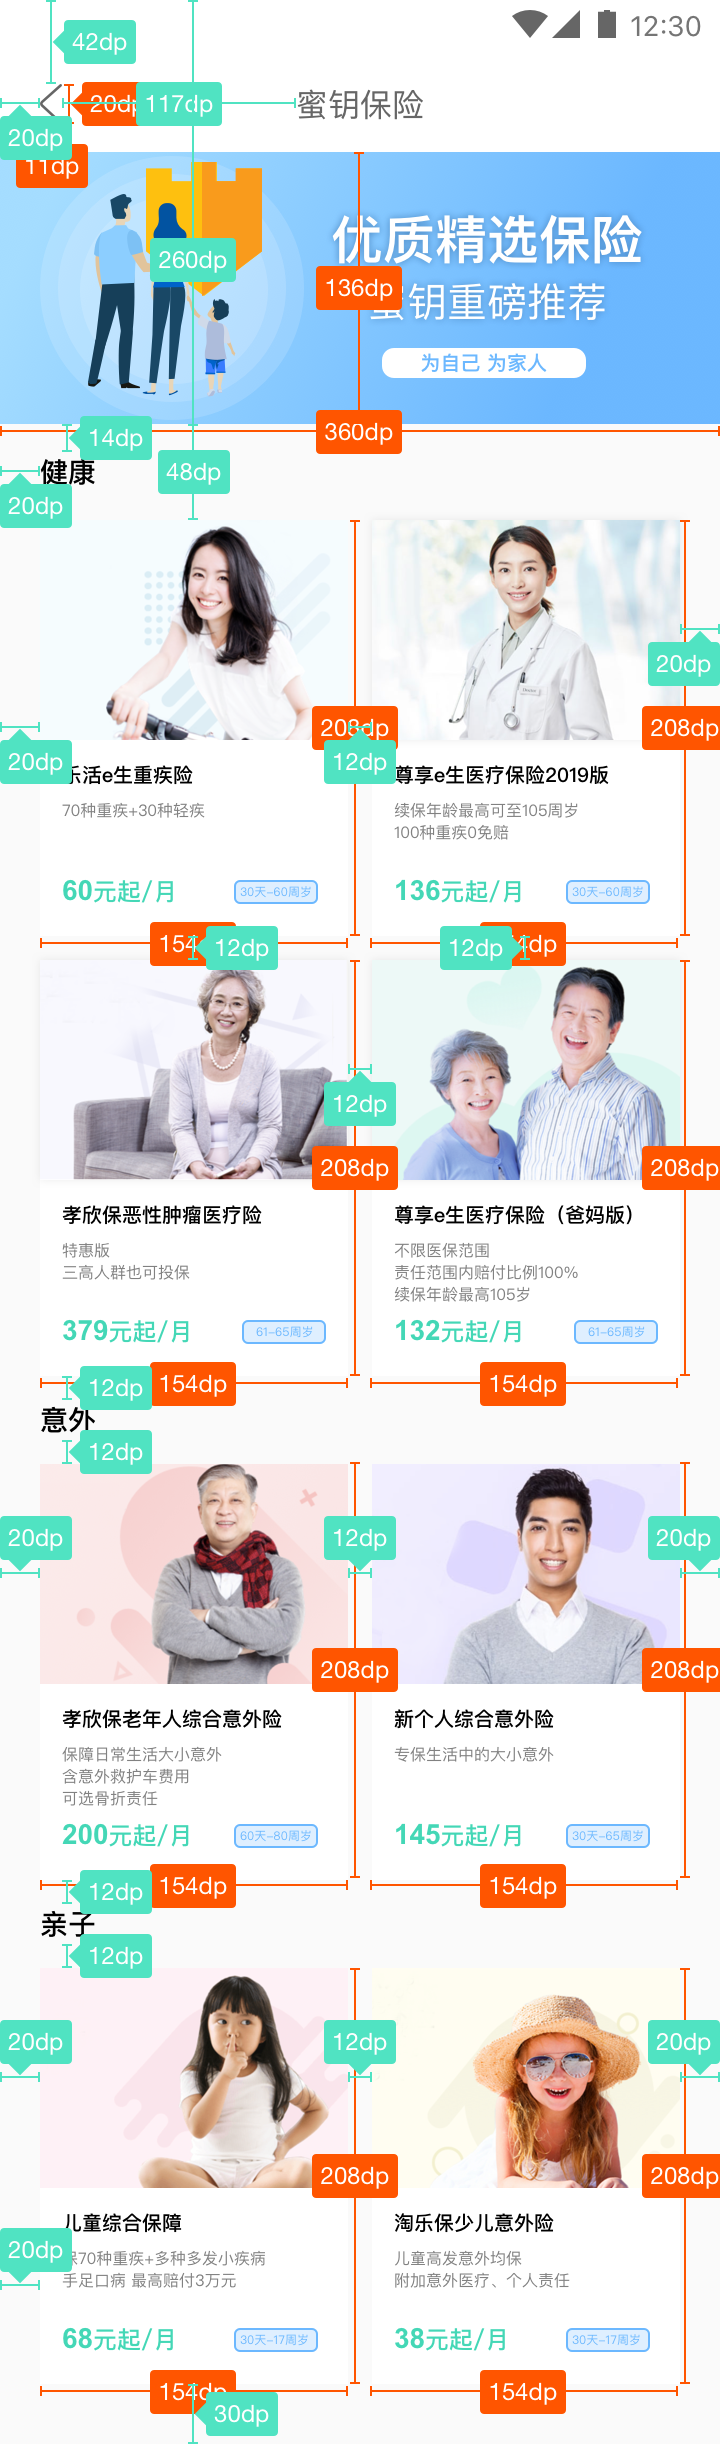 12:30
42dp
20dp
117dp
蜜钥保险
20dp
11dp
优质精选保险
260dp
136dp
蜜钥重磅推荐
为自己 为家人
360dp
14dp
健康
48dp
20dp
20dp
208dp
208dp
20dp
12dp
乐活e生重疾险
尊享e生医疗保险2019版
70种重疾+30种轻疾
续保年龄最高可至105周岁
100种重疾0免赔
60元起/月
30天-60周岁
136元起/月
30天-60周岁
154
12dp
12dp
dp
12dp
208dp
208dp
孝欣保恶性肿瘤医疗险
尊享e生医疗保险（爸妈版）
特惠版
三高人群也可投保
不限医保范围
责任范围内赔付比例100%
续保年龄最高105岁
379元起/月
61-65周岁
132元起/月
61-65周岁
12dp
154dp
154dp
意外
12dp
20dp
12dp
20dp
208dp
208dp
孝欣保老年人综合意外险
新个人综合意外险
保障日常生活大小意外
含意外救护车费用
可选骨折责任
专保生活中的大小意外
200元起/月
60天-80周岁
145元起/月
30天-65周岁
12dp
154dp
154dp
亲子
12dp
20dp
12dp
20dp
208dp
208dp
儿童综合保障
淘乐保少儿意外险
20dp
保70种重疾+多种多发小疾病
手足口病 最高赔付3万元
儿童高发意外均保
附加意外医疗、个人责任
68元起/月
30天-17周岁
38元起/月
30天-17周岁
154dp
154dp
30dp